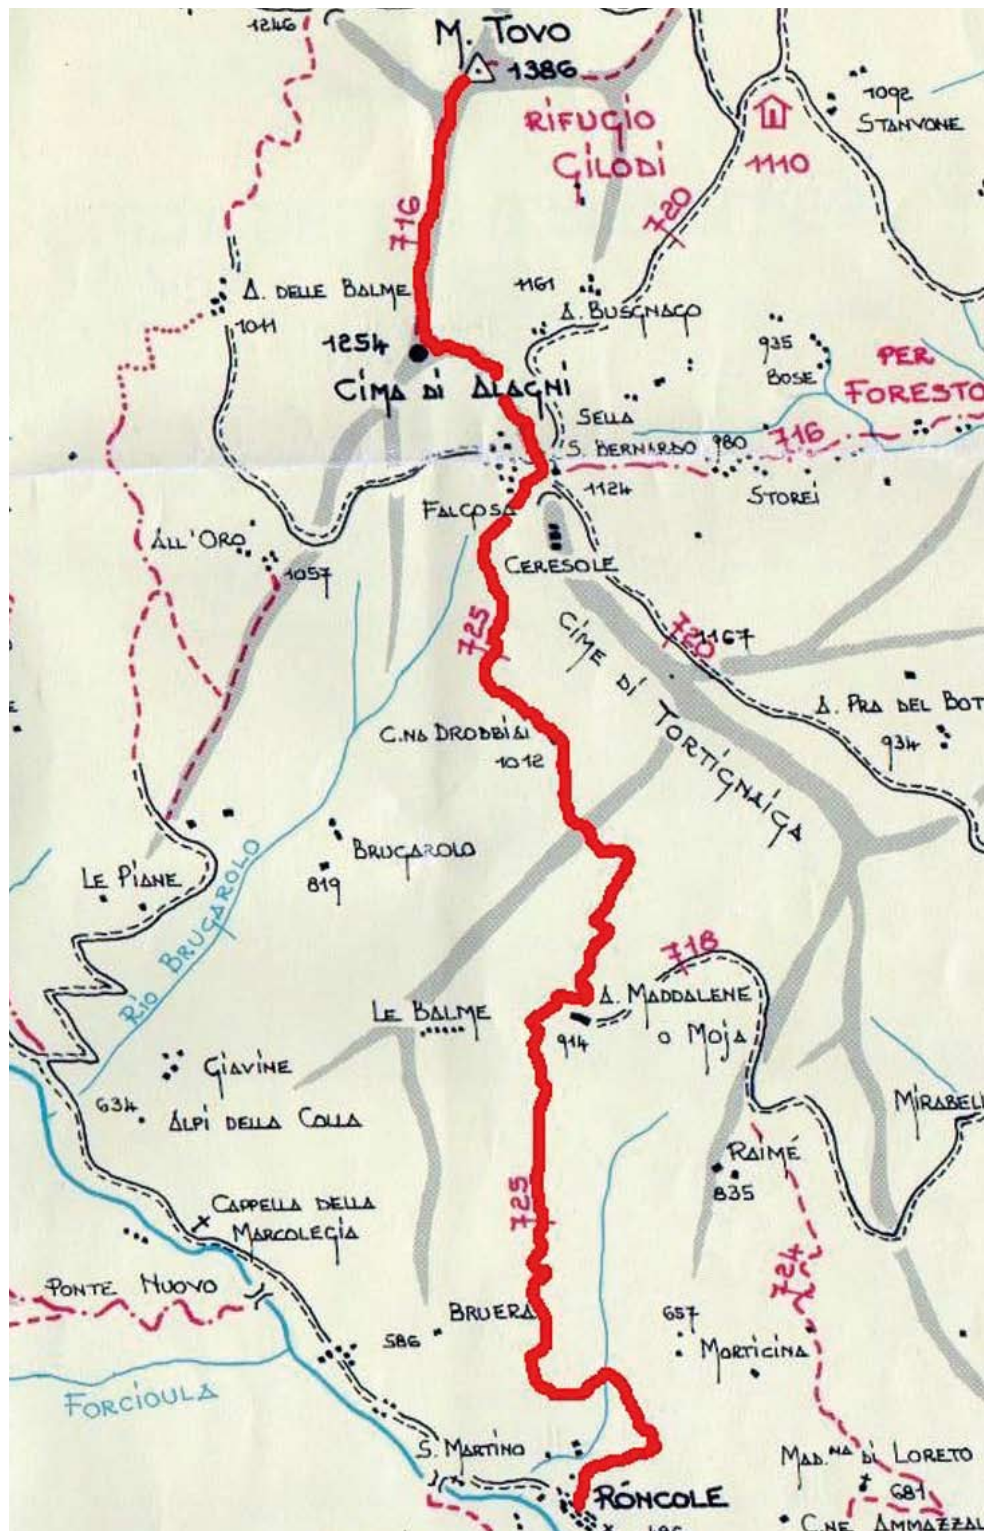 1246
M. TOVO
1386
RIFUGIO
GILODI
1092
STANVONE
1110
720
716
A. DELLE BALME
1011
1161
A. BUSGNAGO
1254
CIMA DI ALAGNI
935
BOSE
PER
FORESTO
SELLA
S. BERNARDO
980
716
1124
STOREI
FALGOSA
ALL'ORO
1057
CERESOLE
725
CIME DI TORTIGNAIGA
720
1167
A. PRA DEL BOT
934
C.NA DROBBIAI
1012
BRUGAROLO
819
LE PIANE
RIO BRUGAROLO
718
LE BALME
A. MADDALENE
O MOJA
914
GIAVINE
634
ALPI DELLA COLLA
MIRABELL
RAIMÉ
835
725
CAPPELLA DELLA
MARCOLEGIA
PONTE NUOVO
724
BRUERA
586
657
MORTICINA
FORCIOULA
S. MARTINO
MAD.NA DI LORETO
681
RONCOLE
C.NE AMMAZZAL